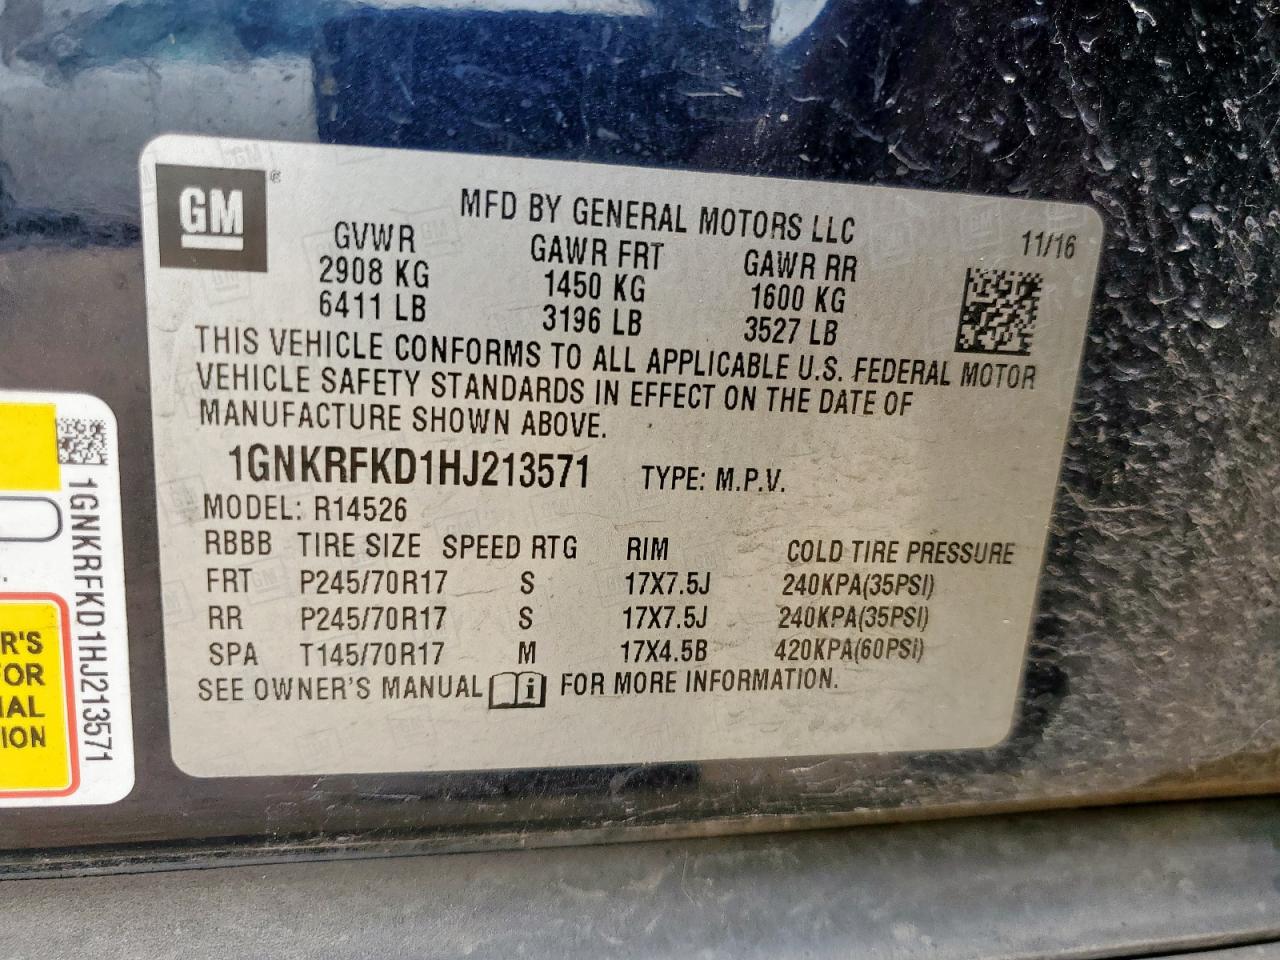 GM
MFD BY GENERAL MOTORS LLC
11/16
GVWR GAWR FRT GAWR RR
2908 KG 1450 KG 1600 KG
6411 LB 3196 LB 3527 LB
THIS VEHICLE CONFORMS TO ALL APPLICABLE U.S. FEDERAL MOTOR
VEHICLE SAFETY STANDARDS IN EFFECT ON THE DATE OF
MANUFACTURE SHOWN ABOVE.
1GNKRFKD1HJ213571 TYPE: M.P.V.
MODEL: R14526
RBBB TIRE SIZE SPEED RTG RIM COLD TIRE PRESSURE
FRT P245/70R17 S 17X7.5J 240KPA(35PSI)
RR P245/70R17 S 17X7.5J 240KPA(35PSI)
SPA T145/70R17 M 17X4.5B 420KPA(60PSI)
SEE OWNER'S MANUAL i FOR MORE INFORMATION.
1GNKRFKD1HJ213571
R'S
FOR
IAL
ION